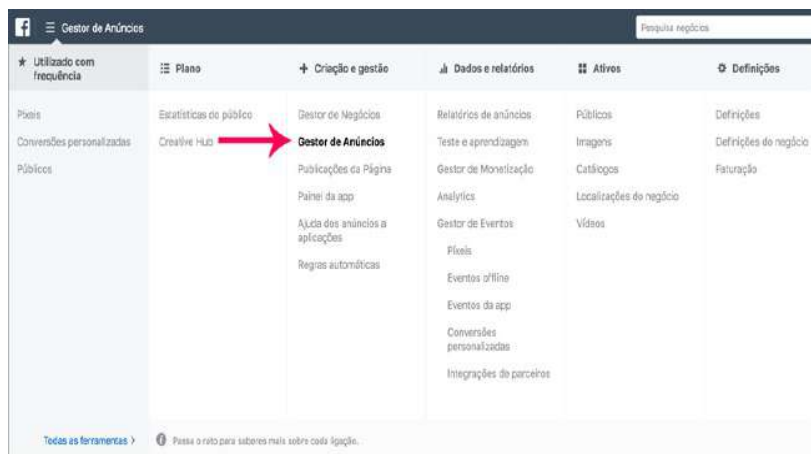 Gestor de Anúncios
Pesquisa negócios
Utilizado com
frequência
Plano
Criação e gestão
Dados e relatórios
Ativos
Definições
Píxeis
Conversões personalizadas
Públicos
Estatísticas do público
Creative Hub
Gestor de Negócios
Gestor de Anúncios
Publicações da Página
Painel da app
Ajuda dos anúncios a
aplicações
Regras automáticas
Relatórios de anúncios
Teste e aprendizagem
Gestor de Monetização
Analytics
Gestor de Eventos
Píxeis
Eventos offline
Eventos da app
Conversões
personalizadas
Integrações de parceiros
Públicos
Imagens
Catálogos
Localizações do negócio
Vídeos
Definições
Definições do negócio
Faturação
Todas as ferramentas >
Passa o rato para saberes mais sobre cada ligação.